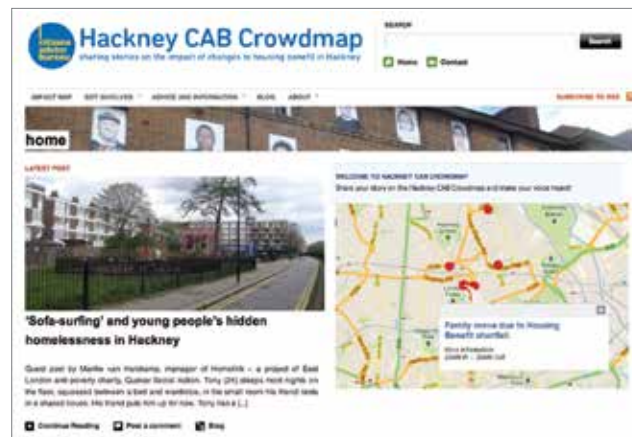 citizens
advice
bureau
Hackney CAB Crowdmap
sharing stories on the impact of changes to housing benefit in Hackney
SEARCH
Search
Home Contact
IMPACT MAP GET INVOLVED ADVICE AND INFORMATION BLOG ABOUT
SUBSCRIBE TO RSS
home
LATEST POST
'Sofa-surfing' and young people's hidden
homelessness in Hackney
Guest post by van manager of – a project of East
London anti poverty charity, Quaker Social Action. Tony (24) sleeps most nights on
the floor, squeezed between a bed and wardrobe, in the small room his friend rents
in a shared house. His friend puts him up for now. Tony has a [...]
Continue Reading Post a comment Blog
WELCOME TO HACKNEY CAB CROWDMAP
Share your story on the Hackney CAB Crowdmap and make your voice heard!
Family move due to Housing
Benefit shortfall
More Information